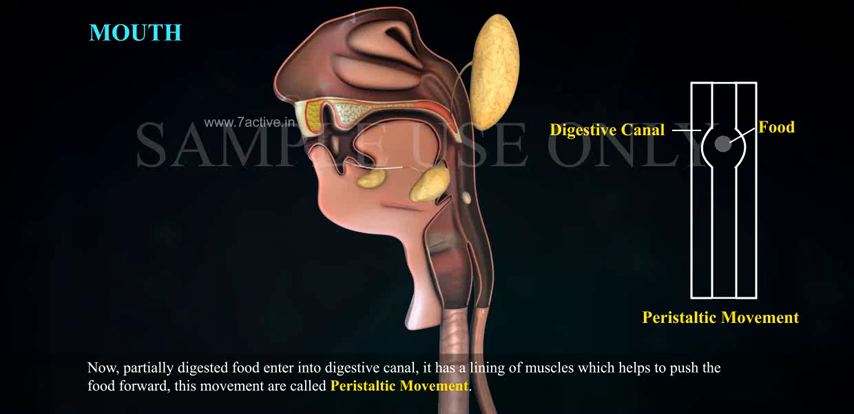 MOUTH
www.7active.in
SAMPLE USE ONLY
Digestive Canal
Food
Peristaltic Movement
Now, partially digested food enter into digestive canal, it has a lining of muscles which helps to push the
food forward, this movement are called Peristaltic Movement.